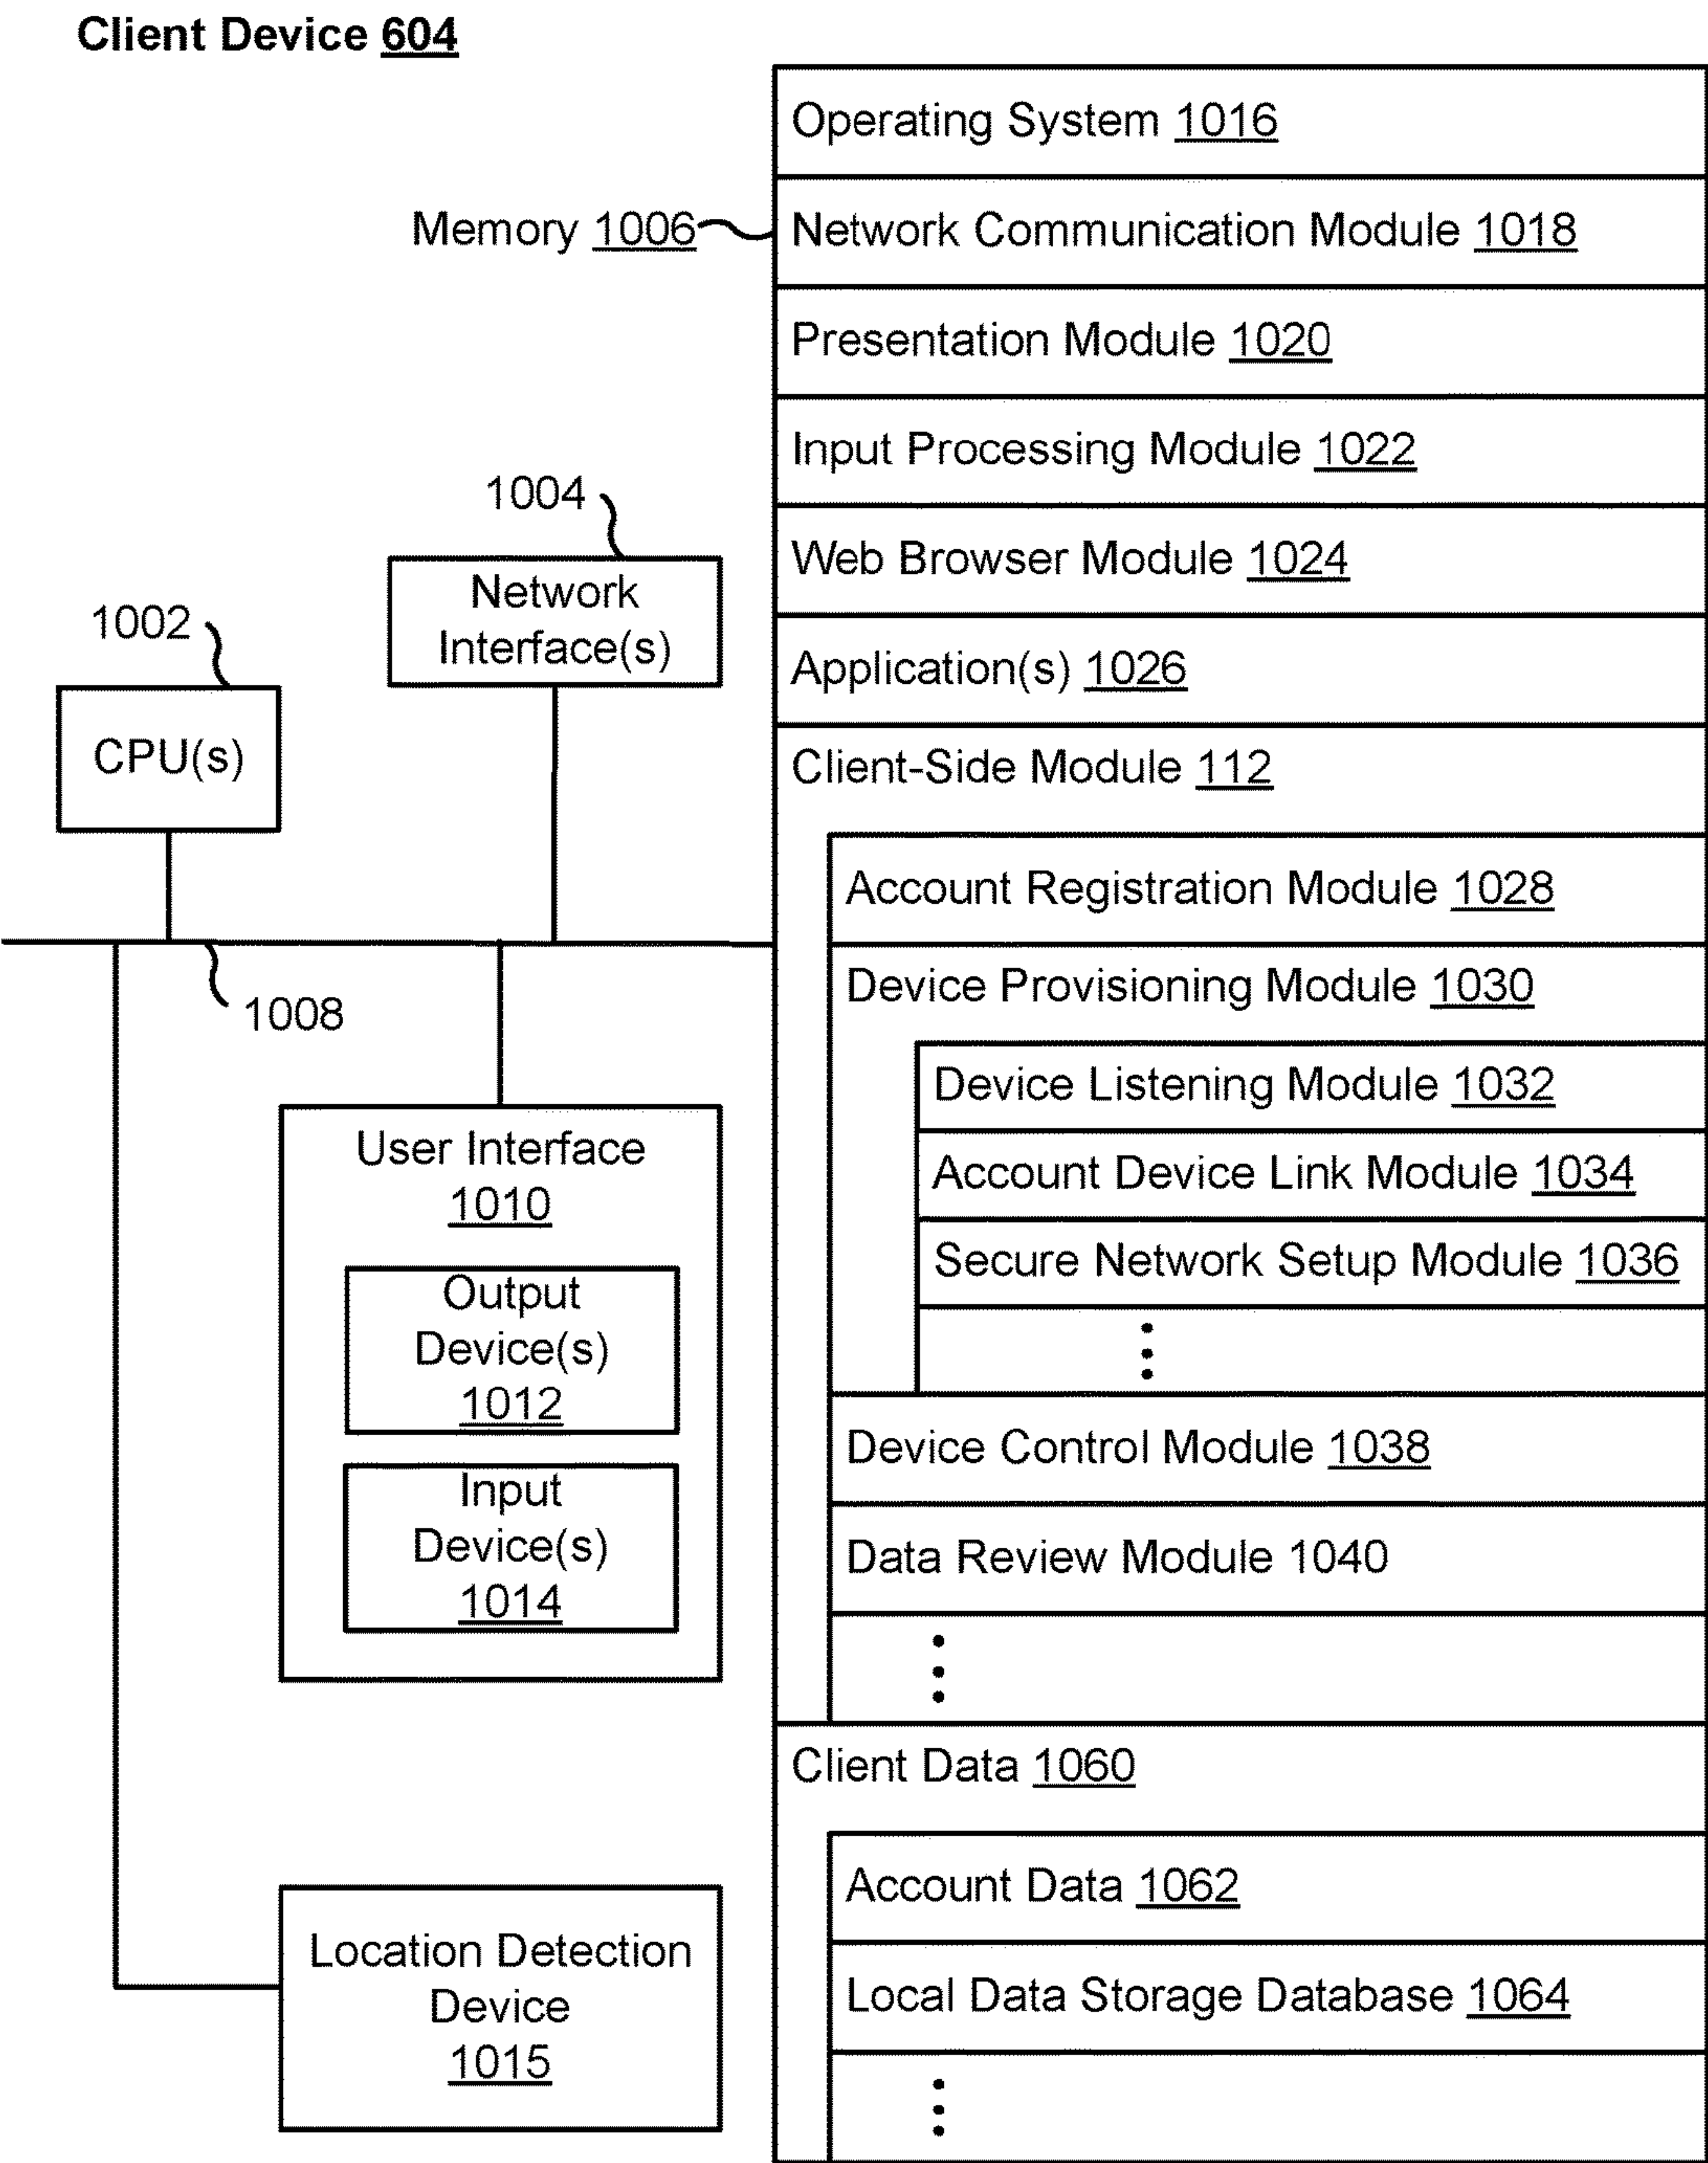 Client Device 604
Operating System 1016
Memory 1006
Network Communication Module 1018
Presentation Module 1020
Input Processing Module 1022
1004
Network
Interface(s)
Web Browser Module 1024
1002
CPU(s)
Application(s) 1026
Client-Side Module 112
Account Registration Module 1028
1008
Device Provisioning Module 1030
Device Listening Module 1032
Account Device Link Module 1034
Secure Network Setup Module 1036
User Interface
1010
Output
Device(s)
1012
Input
Device(s)
1014
Device Control Module 1038
Data Review Module 1040
Client Data 1060
Account Data 1062
Local Data Storage Database 1064
Location Detection
Device
1015